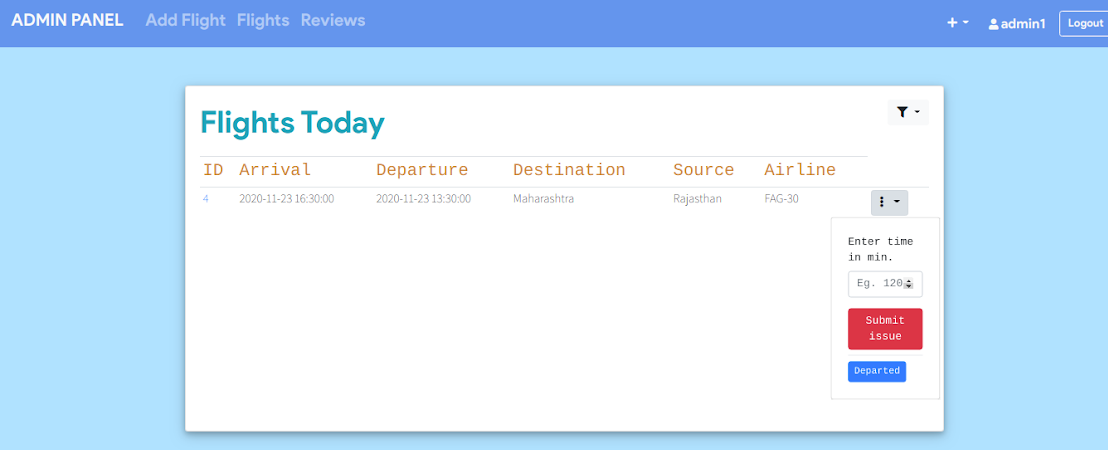 ADMIN PANEL Add Flight Flights Reviews admin1 Logout
Flights Today
ID Arrival Departure Destination Source Airline
4 2020-11-23 16:30:00 2020-11-23 13:30:00 Maharashtra Rajasthan FAG-30
Enter time
in min.
Eg. 120
Submit
issue
Departed